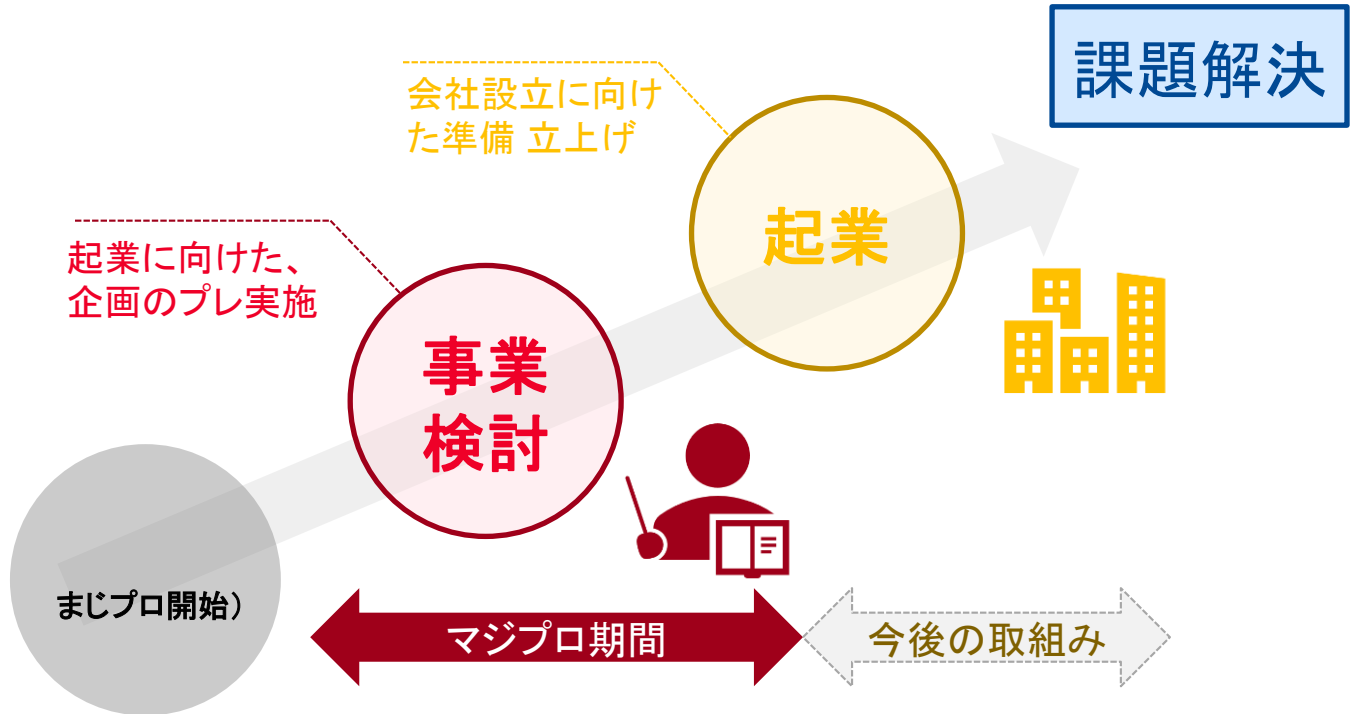 課題解決
会社設立に向け
た準備 立上げ
起業
起業に向けた、
企画のプレ実施
事業
検討
まじプロ開始）
マジプロ期間
今後の取組み